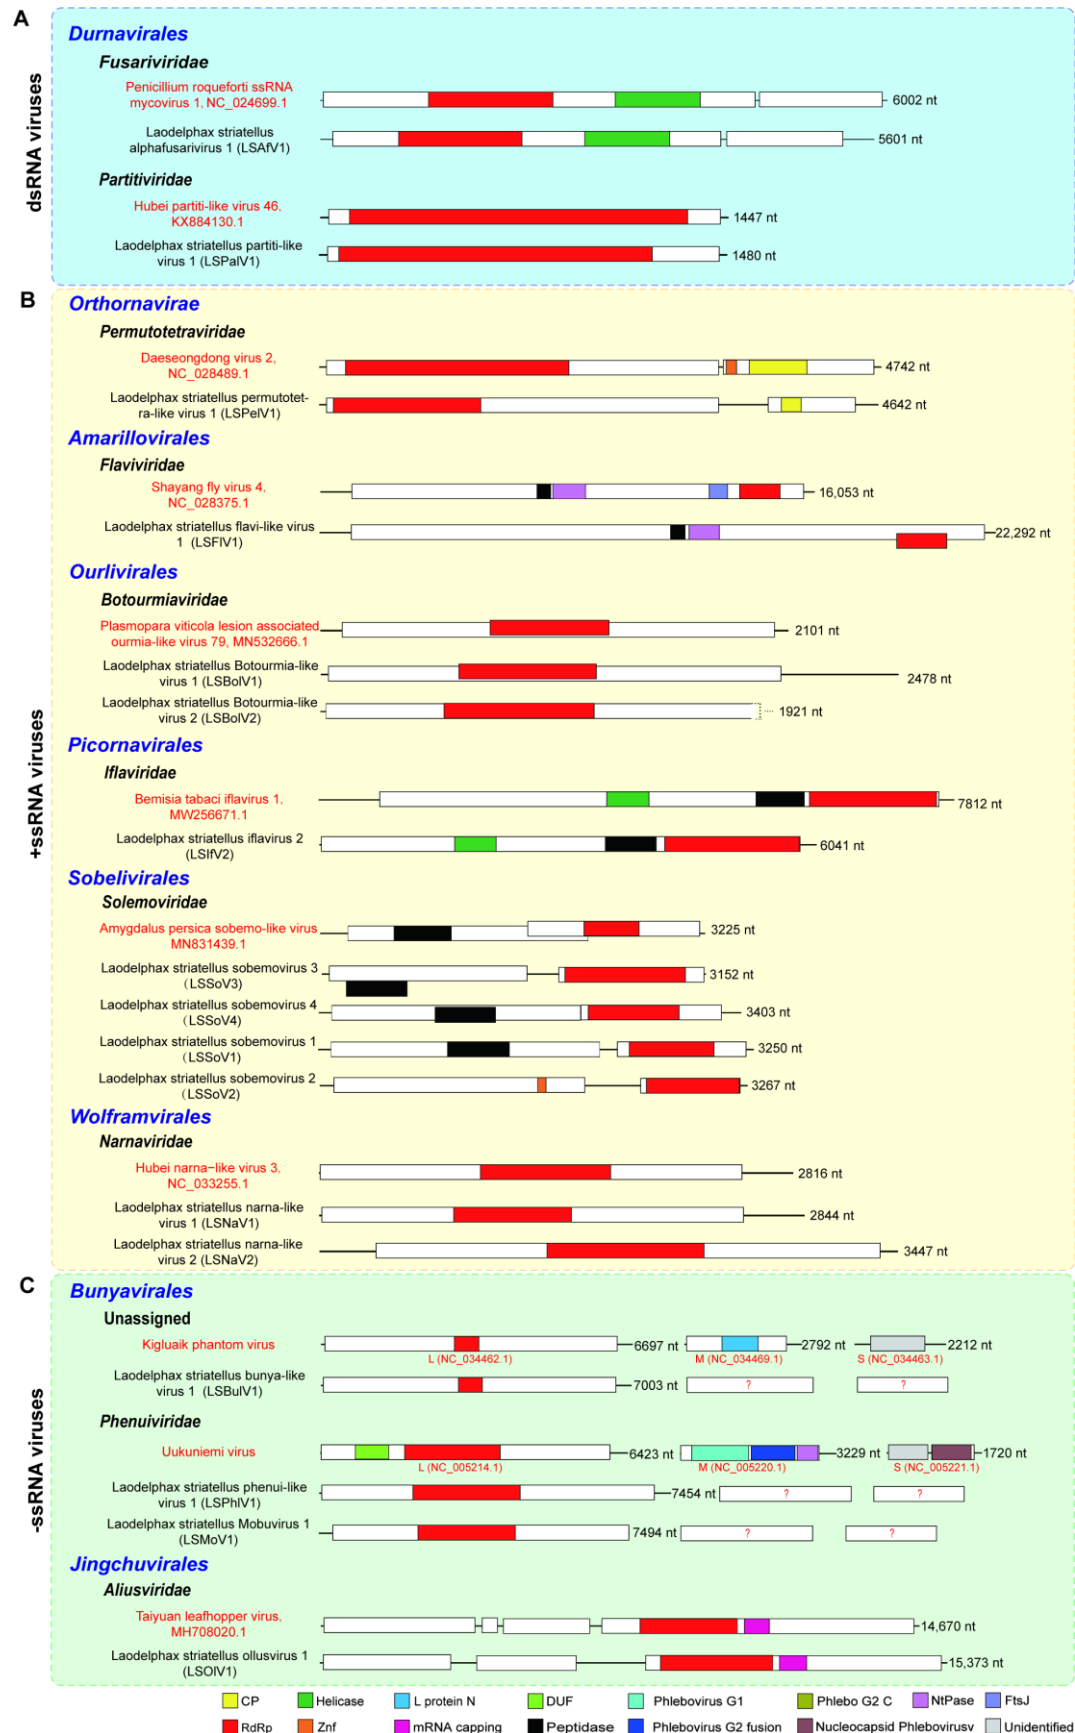 A
dsRNA viruses
Durnavirales
Fusariviridae
Penicillium roqueforti ssRNA
mycovirus 1, NC_024699.1
6002 nt
Laodelphax striatellus
alphafusarivirus 1 (LSAfV1)
5601 nt
Partitiviridae
Hubei partiti-like virus 46,
KX884130.1
1447 nt
Laodelphax striatellus partiti-like
virus 1 (LSPalV1)
1480 nt
B
+ssRNA viruses
Orthornavirae
Permutotetraviridae
Daeseongdong virus 2,
NC_028489.1
4742 nt
Laodelphax striatellus permutotet-
ra-like virus 1 (LSPelV1)
4642 nt
Amarillovirales
Flaviviridae
Shayang fly virus 4,
NC_028375.1
16,053 nt
Laodelphax striatellus flavi-like virus
1 (LSFlV1)
22,292 nt
Ourlivirales
Botourmiaviridae
Plasmopara viticola lesion associated
ourmia-like virus 79, MN532666.1
2101 nt
Laodelphax striatellus Botourmia-like
virus 1 (LSBolV1)
2478 nt
Laodelphax striatellus Botourmia-like
virus 2 (LSBolV2)
1921 nt
Picornavirales
Iflaviridae
Bemisia tabaci iflavirus 1,
MW256671.1
7812 nt
Laodelphax striatellus iflavirus 2
(LSIfV2)
6041 nt
Sobelivirales
Solemoviridae
Amygdalus persica sobemo-like virus
MN831439.1
3225 nt
Laodelphax striatellus sobemovirus 3
(LSSoV3)
3152 nt
Laodelphax striatellus sobemovirus 4
(LSSoV4)
3403 nt
Laodelphax striatellus sobemovirus 1
(LSSoV1)
3250 nt
Laodelphax striatellus sobemovirus 2
(LSSoV2)
3267 nt
Wolframvirales
Narnaviridae
Hubei narna-like virus 3,
NC_033255.1
2816 nt
Laodelphax striatellus narna-like
virus 1 (LSNaV1)
2844 nt
Laodelphax striatellus narna-like
virus 2 (LSNaV2)
3447 nt
C
-ssRNA viruses
Bunyavirales
Unassigned
Kigluaik phantom virus
6697 nt 2792 nt 2212 nt
L (NC_034462.1) M (NC_034469.1) S (NC_034463.1)
Laodelphax striatellus bunya-like
virus 1 (LSBulV1)
7003 nt ? ?
Phenuiviridae
Uukuniemi virus
6423 nt 3229 nt 1720 nt
L (NC_005214.1) M (NC_005220.1) S (NC_005221.1)
Laodelphax striatellus phenui-like
virus 1 (LSPhlV1)
7454 nt ? ?
Laodelphax striatellus Mobuvirus 1
(LSMoV1)
7494 nt ? ?
Jingchuvirales
Aliusviridae
Taiyuan leafhopper virus,
MH708020.1
14,670 nt
Laodelphax striatellus ollusvirus 1
(LSOlV1)
15,373 nt
CP Helicase L protein N DUF Phlebovirus G1 Phlebo G2 C NtPase FtsJ
RdRp Znf mRNA capping Peptidase Phlebovirus G2 fusion Nucleocapsid Phlebovirusv Unidentified